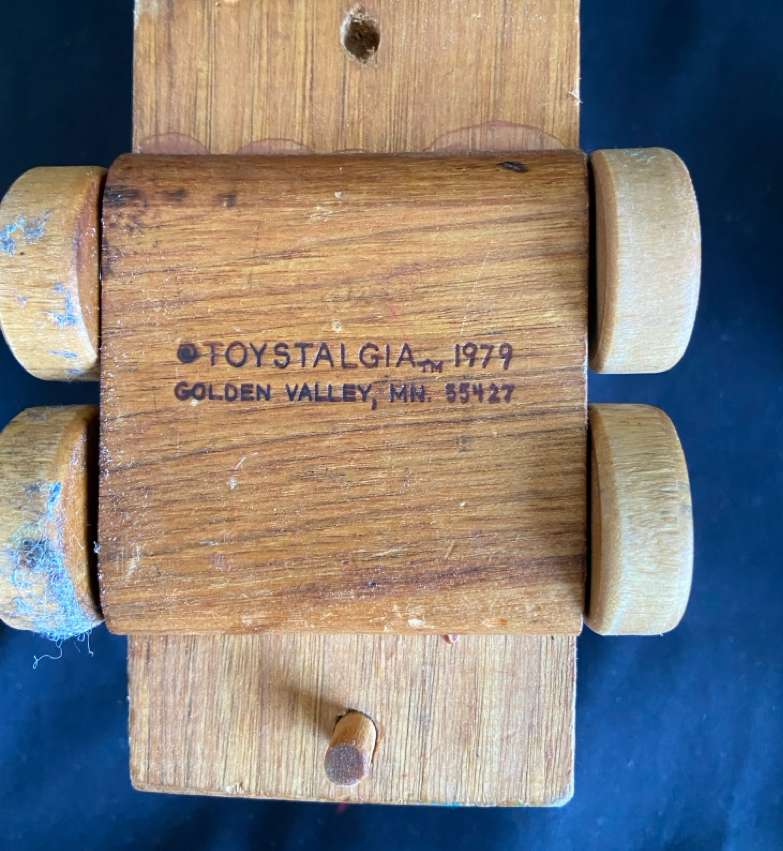 ©TOYSTALGIA™ 1979
GOLDEN VALLEY, MN. 55427